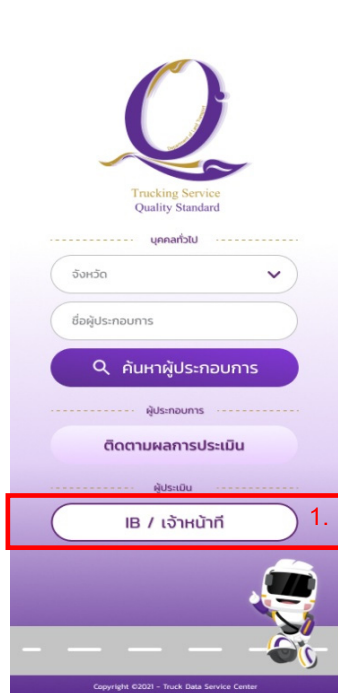 Trucking Service
Quality Standard
บุคคลทั่วไป
จังหวัด
ชื่อผู้ประกอบการ
ค้นหาผู้ประกอบการ
ผู้ประกอบการ
ติดตามผลการประเมิน
ผู้ประเมิน
IB / เจ้าหน้าที่
1.
Copyright ©2021 - Truck Data Service Center